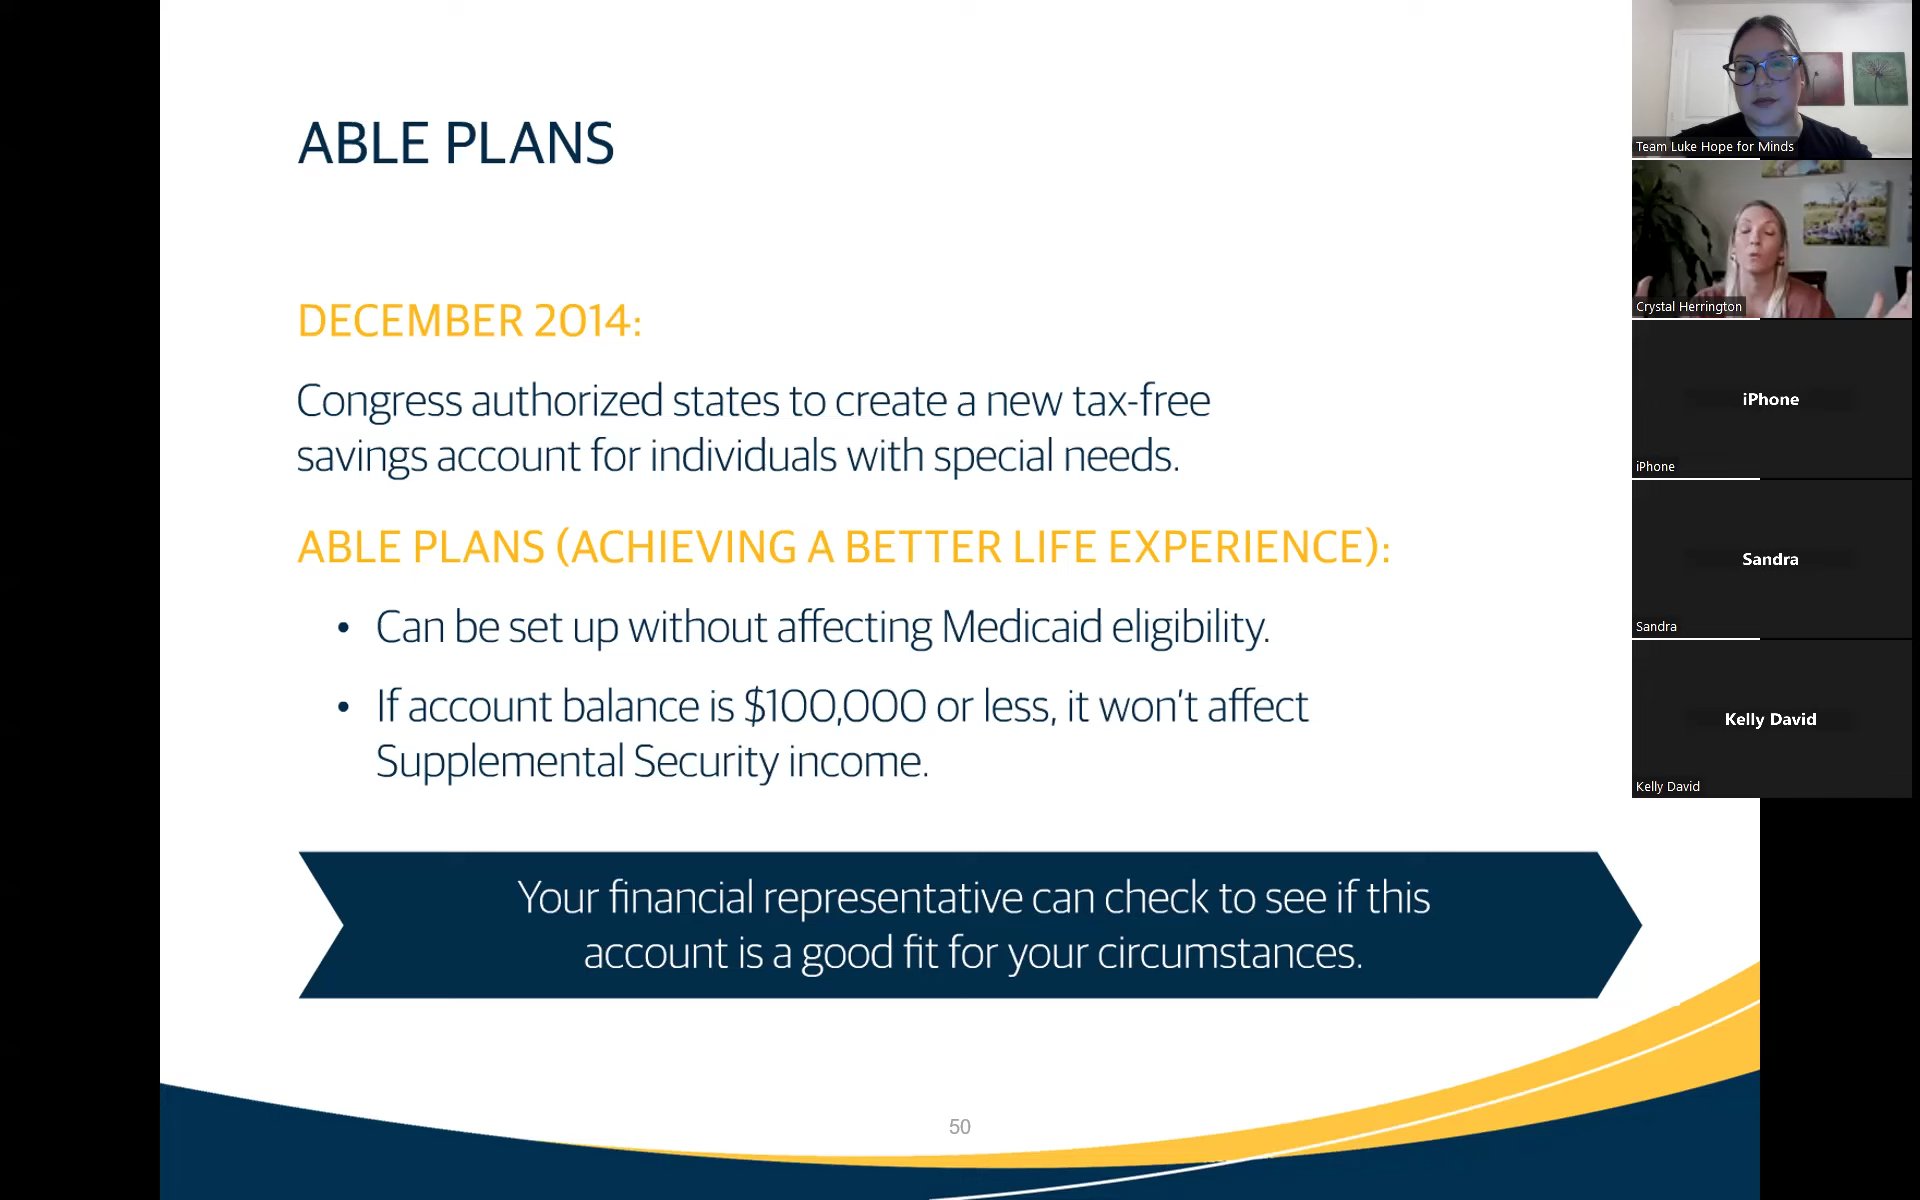 ABLE PLANS
DECEMBER 2014:
Congress authorized states to create a new tax-free
savings account for individuals with special needs.
ABLE PLANS (ACHIEVING A BETTER LIFE EXPERIENCE):
• Can be set up without affecting Medicaid eligibility.
• If account balance is $100,000 or less, it won't affect
Supplemental Security income.
Your financial representative can check to see if this
account is a good fit for your circumstances.
50
Team Luke Hope for Minds
Crystal Herrington
iPhone
iPhone
Sandra
Sandra
Kelly David
Kelly David